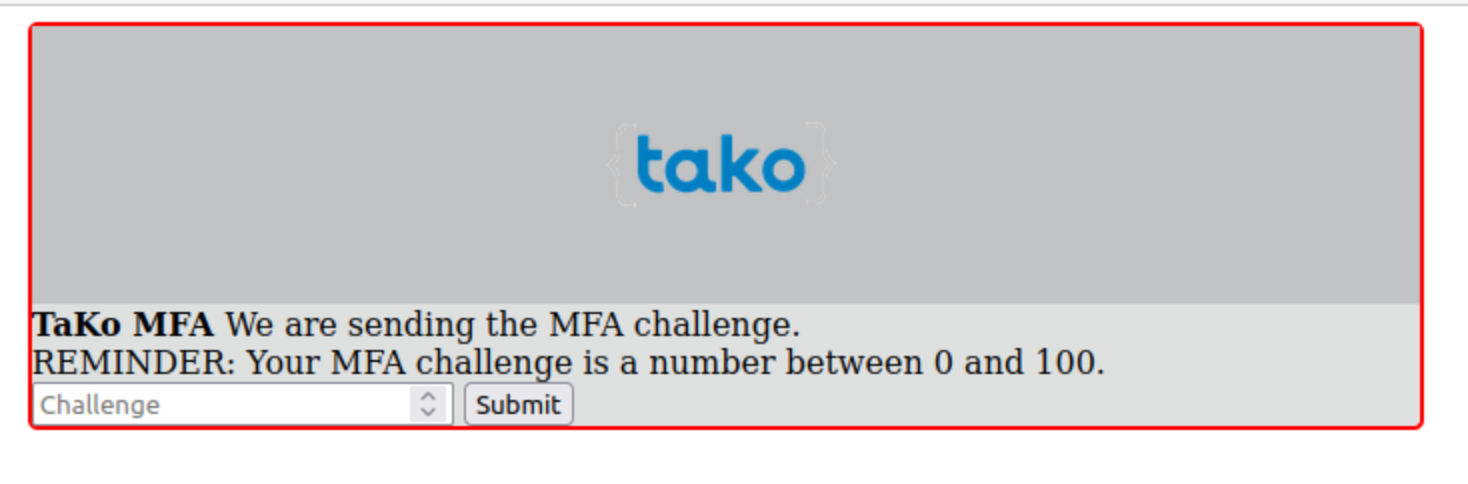 {tako}
TaKo MFA We are sending the MFA challenge.
REMINDER: Your MFA challenge is a number between 0 and 100.
Challenge Submit